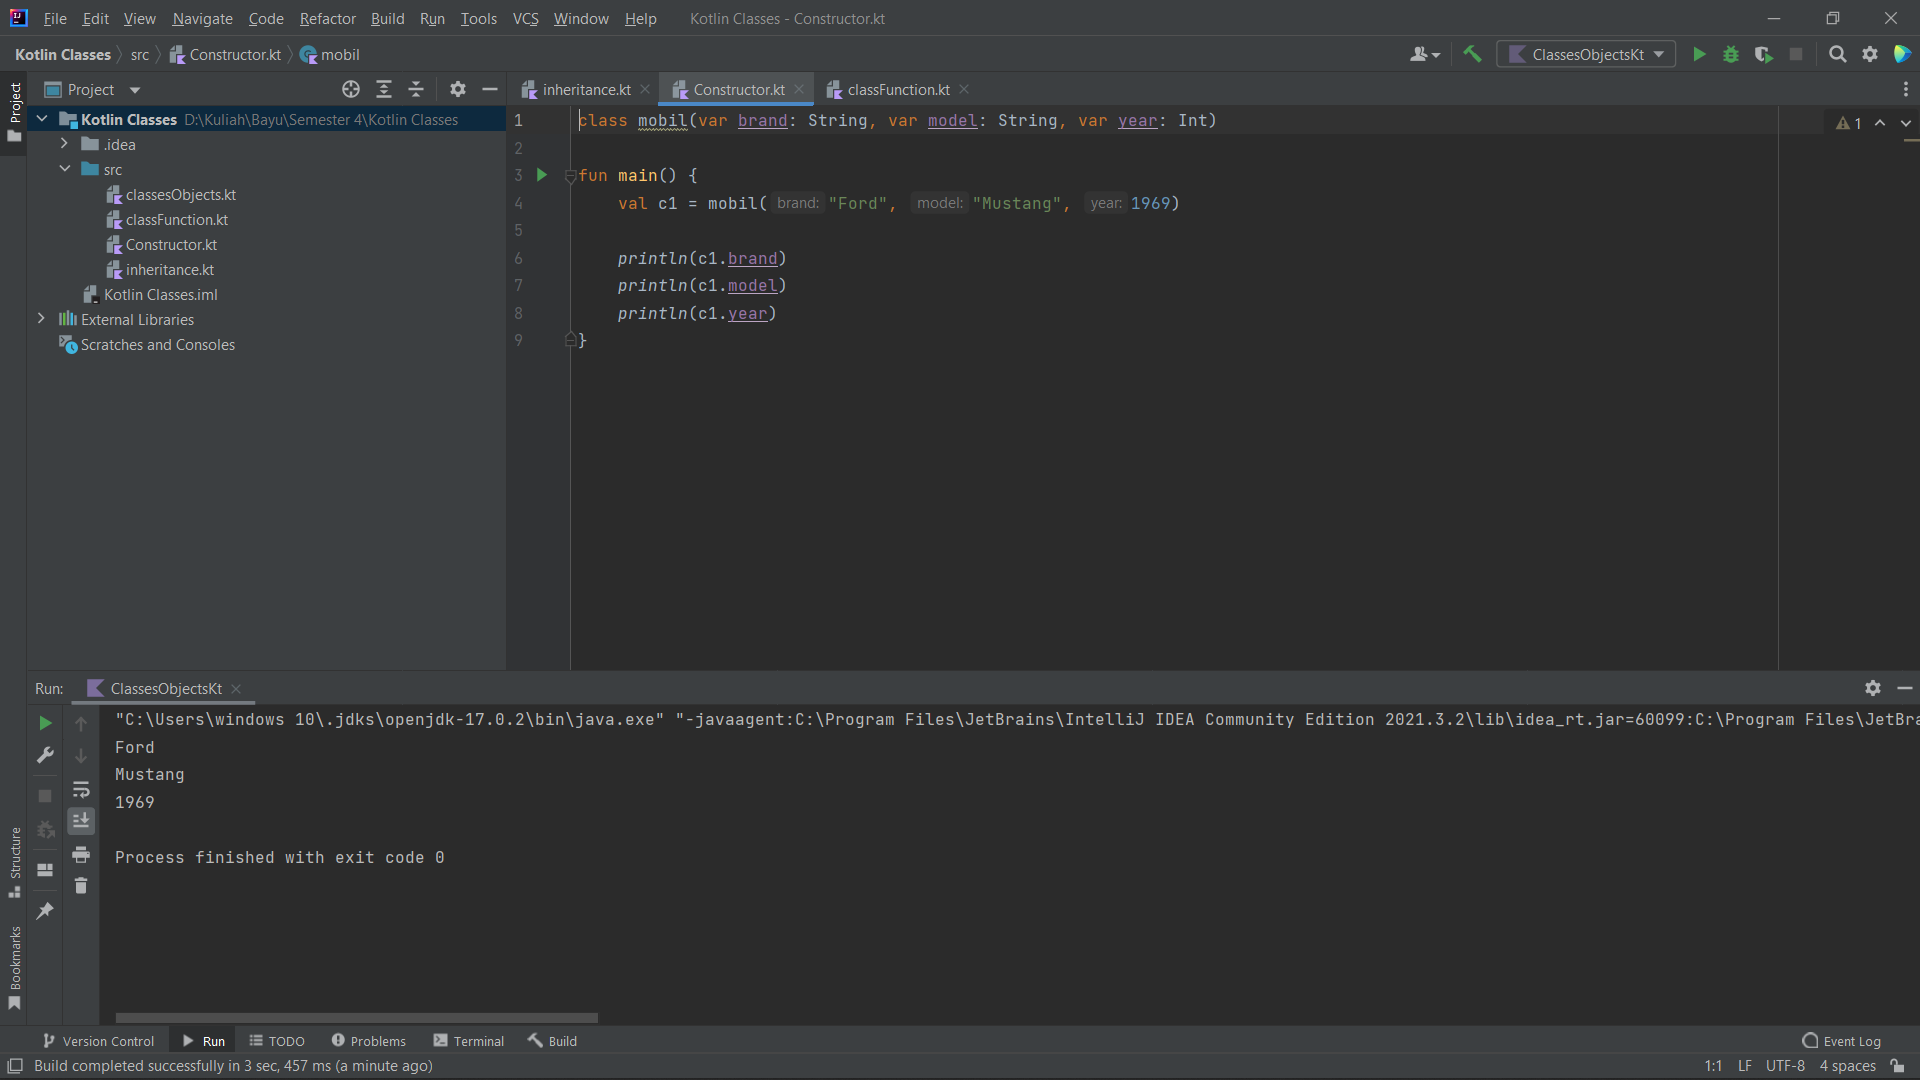 File Edit View Navigate Code Refactor Build Run Tools VCS Window Help Kotlin Classes - Constructor.kt
Kotlin Classes src Constructor.kt mobil ClassesObjectsKt
Project
Project
inheritance.kt Constructor.kt classFunction.kt
Kotlin Classes D:\Kuliah\Bayu\Semester 4\Kotlin Classes
.idea
src
classesObjects.kt
classFunction.kt
Constructor.kt
inheritance.kt
Kotlin Classes.iml
External Libraries
Scratches and Consoles
1 class mobil(var brand: String, var model: String, var year: Int)
1
2
3 fun main() {
4 val c1 = mobil( brand: "Ford", model: "Mustang", year: 1969)
5
6 println(c1.brand)
7 println(c1.model)
8 println(c1.year)
9 }
Run: ClassesObjectsKt
"C:\Users\windows 10\.jdks\openjdk-17.0.2\bin\java.exe" "-javaagent:C:\Program Files\JetBrains\IntelliJ IDEA Community Edition 2021.3.2\lib\idea_rt.jar=60099:C:\Program Files\JetBra
Ford
Mustang
1969
Process finished with exit code 0
Structure
Bookmarks
Version Control Run TODO Problems Terminal Build Event Log
Build completed successfully in 3 sec, 457 ms (a minute ago) 1:1 LF UTF-8 4 spaces